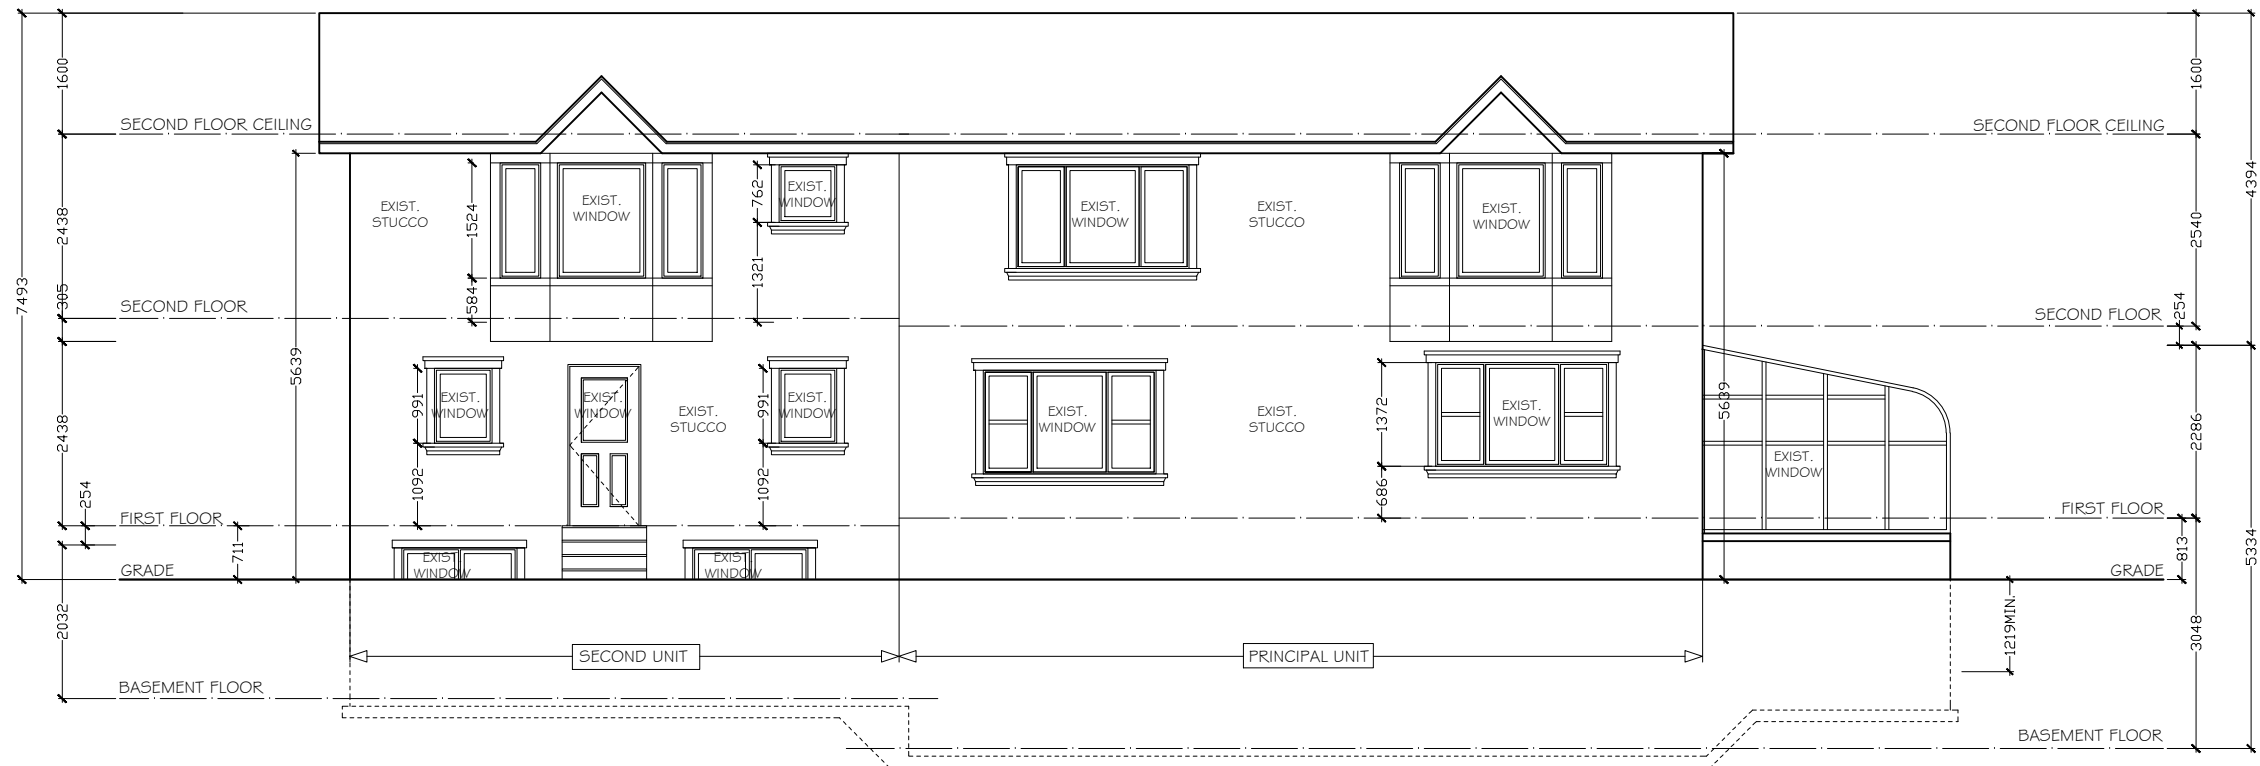 1600
1600
SECOND FLOOR CEILING
SECOND FLOOR CEILING
4394
2438
EXIST.
STUCCO
1524
EXIST.
WINDOW
762
EXIST.
WINDOW
EXIST.
WINDOW
EXIST.
STUCCO
EXIST.
WINDOW
2540
7493
305
584
1321
254
SECOND FLOOR
SECOND FLOOR
5639
5639
2438
991
EXIST.
WINDOW
EXIST.
WINDOW
EXIST.
STUCCO
991
EXIST.
WINDOW
EXIST.
WINDOW
EXIST.
STUCCO
1372
EXIST.
WINDOW
2286
EXIST.
WINDOW
254
1092
1092
686
FIRST FLOOR
FIRST FLOOR
711
EXIST.
WINDOW
EXIST.
WINDOW
813
5334
GRADE
GRADE
2032
1219MIN.
3048
SECOND UNIT
PRINCIPAL UNIT
BASEMENT FLOOR
BASEMENT FLOOR